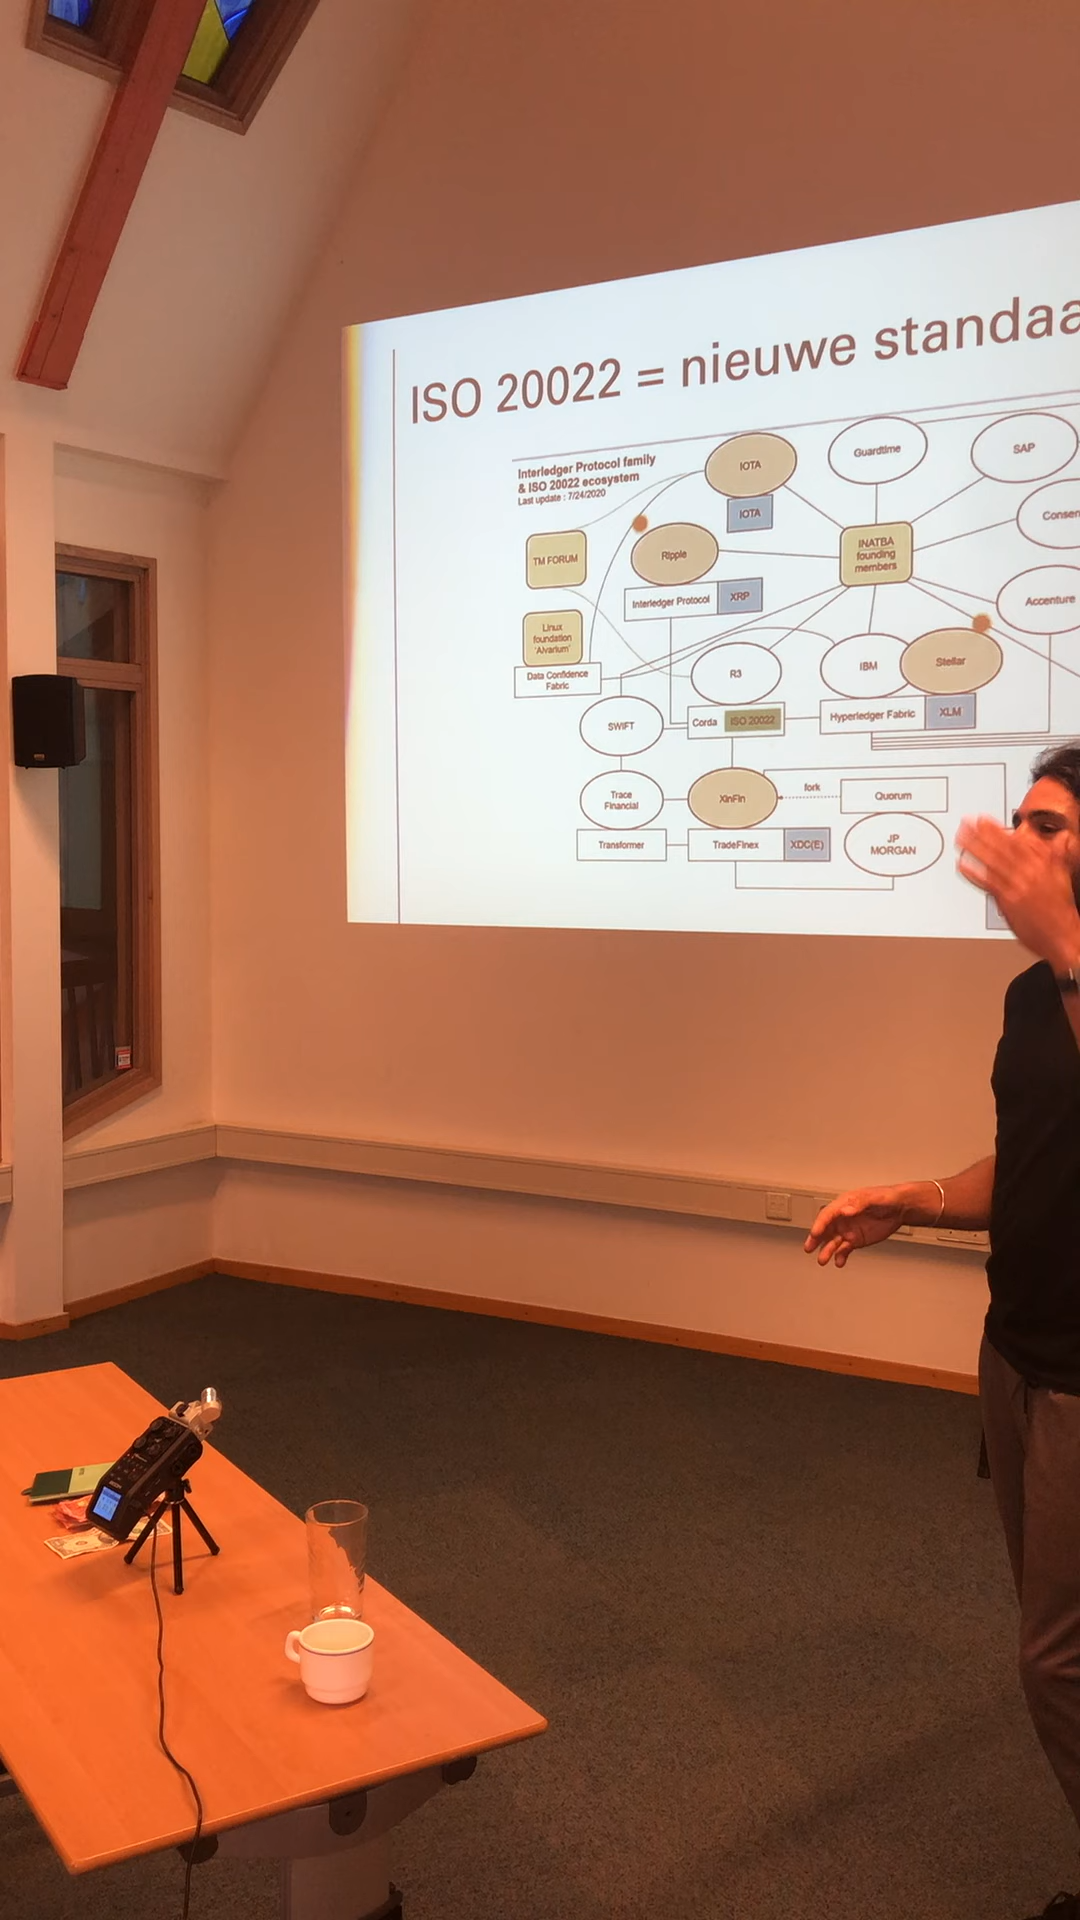 ISO 20022 = nieuwe standaa
Interledger Protocol family
& ISO 20022 ecosystem
Last update : 7/24/2020
IOTA
IOTA
Guardtime
SAP
Consen
TM FORUM
Ripple
Interledger Protocol
XRP
INATBA
founding
members
Accenture
Linux
foundation
'Alvarium'
Data Confidence
Fabric
R3
IBM
Stellar
SWIFT
Corda
ISO 20022
Hyperledger Fabric
XLM
Trace
Financial
XinFin
fork
Quorum
Transformer
TradeFinex
XDC(E)
JP
MORGAN